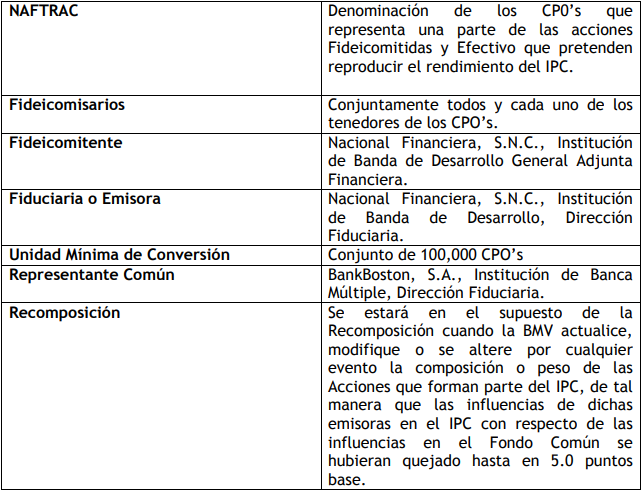 NAFTRAC
Denominación de los CP0’s que
representa una parte de las acciones
Fideicomitidas y Efectivo que pretenden
reproducir el rendimiento del IPC.
Fideicomisarios
Conjuntamente todos y cada uno de los
tenedores de los CPO’s.
Fideicomitente
Nacional Financiera, S.N.C., Institución
de Banda de Desarrollo General Adjunta
Financiera.
Fiduciaria o Emisora
Nacional Financiera, S.N.C., Institución
de Banda de Desarrollo, Dirección
Fiduciaria.
Unidad Mínima de Conversión
Conjunto de 100,000 CPO’s
Representante Común
BankBoston, S.A., Institución de Banca
Múltiple, Dirección Fiduciaria.
Recomposición
Se estará en el supuesto de la
Recomposición cuando la BMV actualice,
modifique o se altere por cualquier
evento la composición o peso de las
Acciones que forman parte del IPC, de tal
manera que las influencias de dichas
emisoras en el IPC con respecto de las
influencias en el Fondo Común se
hubieran quejado hasta en 5.0 puntos
base.